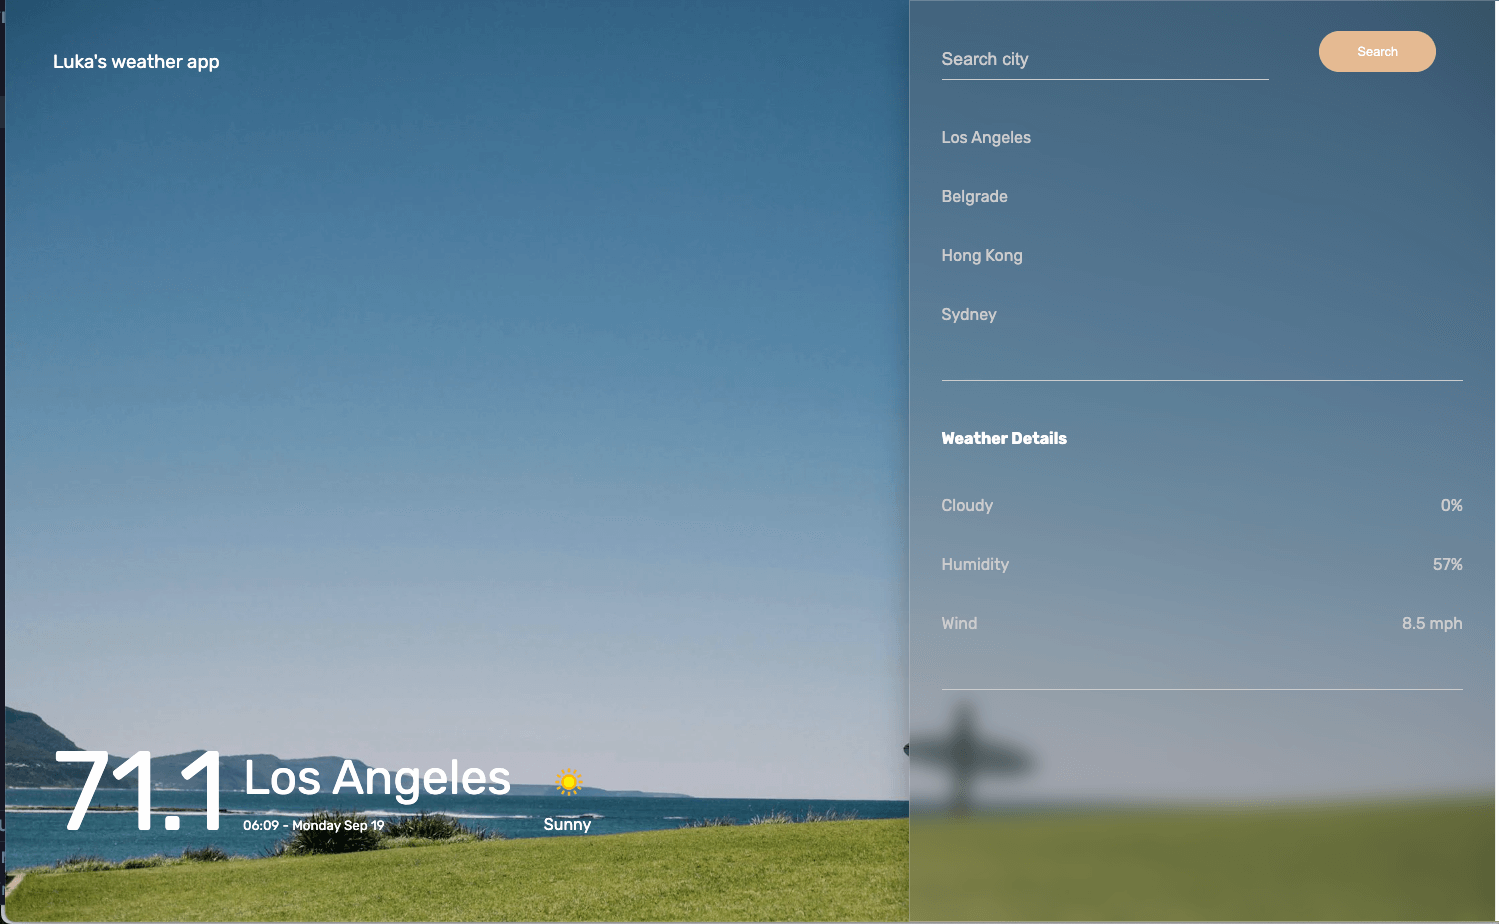 Luka's weather app
71.1
Los Angeles
06:09 - Monday Sep 19
Sunny
Search city
Search
Los Angeles
Belgrade
Hong Kong
Sydney
Weather Details
Cloudy 0%
Humidity 57%
Wind 8.5 mph